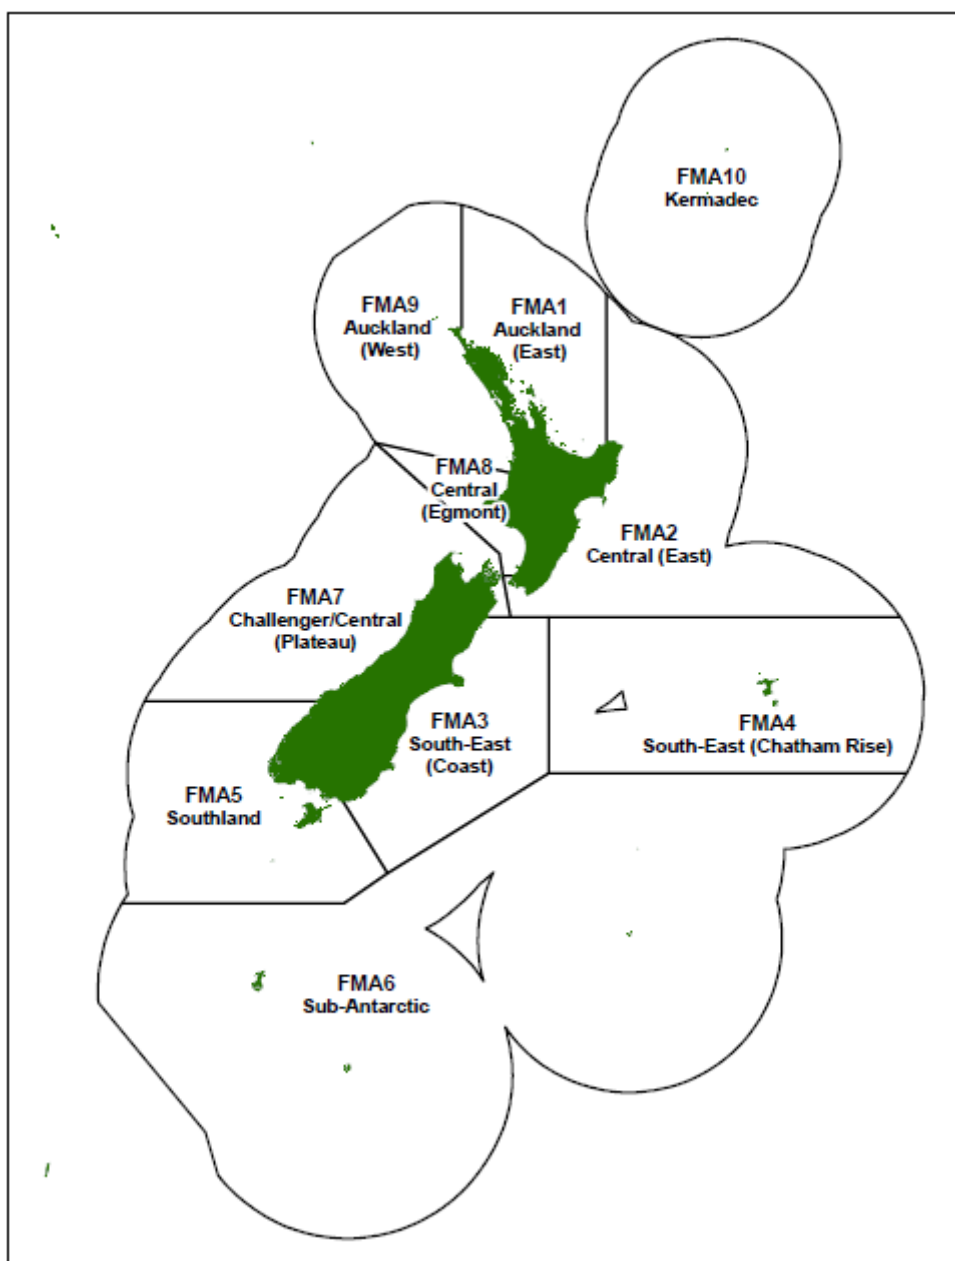 FMA10
Kermadec
FMA9
Auckland
(West)
FMA1
Auckland
(East)
FMA8
Central
(Egmont)
FMA2
Central (East)
FMA7
Challenger/Central
(Plateau)
FMA3
South-East
(Coast)
FMA4
South-East (Chatham Rise)
FMA5
Southland
FMA6
Sub-Antarctic